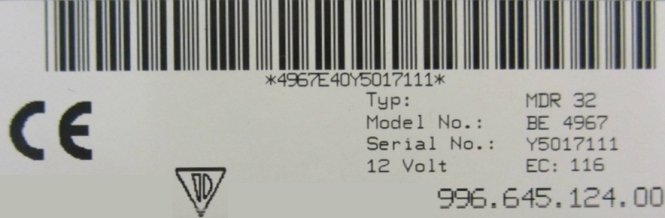 *4967E40Y5017111*
Typ: MDR 32
Model No.: BE 4967
Serial No.: Y5017111
12 Volt EC: 116
CE
996.645.124.00